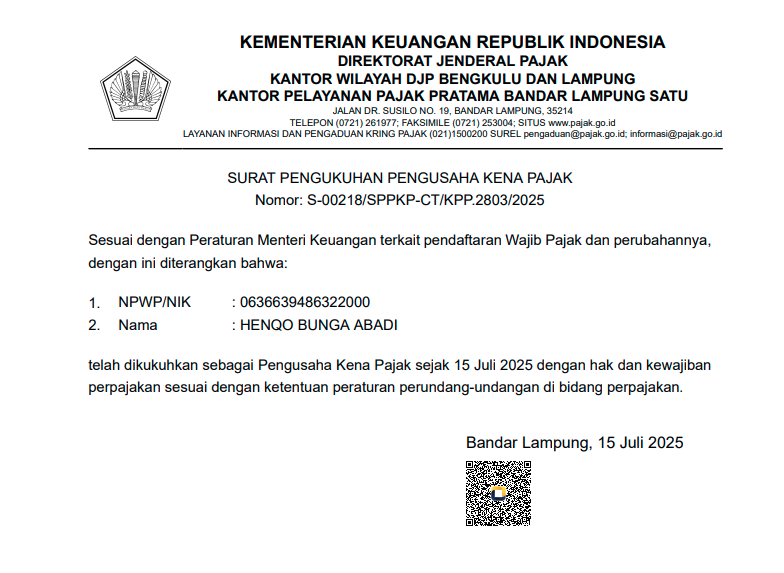 KEMENTERIAN KEUANGAN REPUBLIK INDONESIA
DIREKTORAT JENDERAL PAJAK
KANTOR WILAYAH DJP BENGKULU DAN LAMPUNG
KANTOR PELAYANAN PAJAK PRATAMA BANDAR LAMPUNG SATU
JALAN DR. SUSILO NO. 19, BANDAR LAMPUNG, 35214
TELEPON (0721) 261977; FAKSIMILE (0721) 253004; SITUS www.pajak.go.id
LAYANAN INFORMASI DAN PENGADUAN KRING PAJAK (021)1500200 SUREL pengaduan@pajak.go.id; informasi@pajak.go.id
SURAT PENGUKUHAN PENGUSAHA KENA PAJAK
Nomor: S-00218/SPPKP-CT/KPP.2803/2025
Sesuai dengan Peraturan Menteri Keuangan terkait pendaftaran Wajib Pajak dan perubahannya,
dengan ini diterangkan bahwa:
1. NPWP/NIK : 0636639486322000
2. Nama : HENQO BUNGA ABADI
telah dikukuhkan sebagai Pengusaha Kena Pajak sejak 15 Juli 2025 dengan hak dan kewajiban
perpajakan sesuai dengan ketentuan peraturan perundang-undangan di bidang perpajakan.
Bandar Lampung, 15 Juli 2025